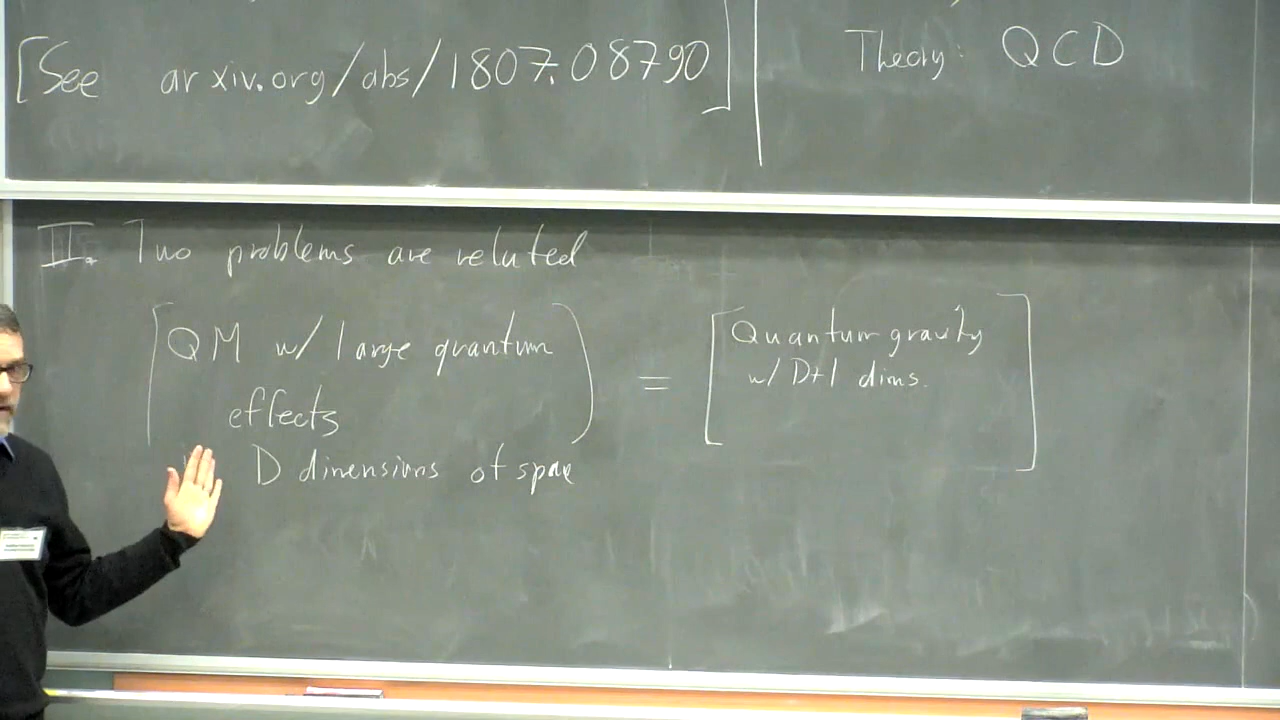 [See arxiv.org/abs/1807.08790]
Theory: QCD
II. Two problems are related
QM w/ large quantum
effects
D dimensions of space
=
Quantum gravity
w/ D+1 dims.